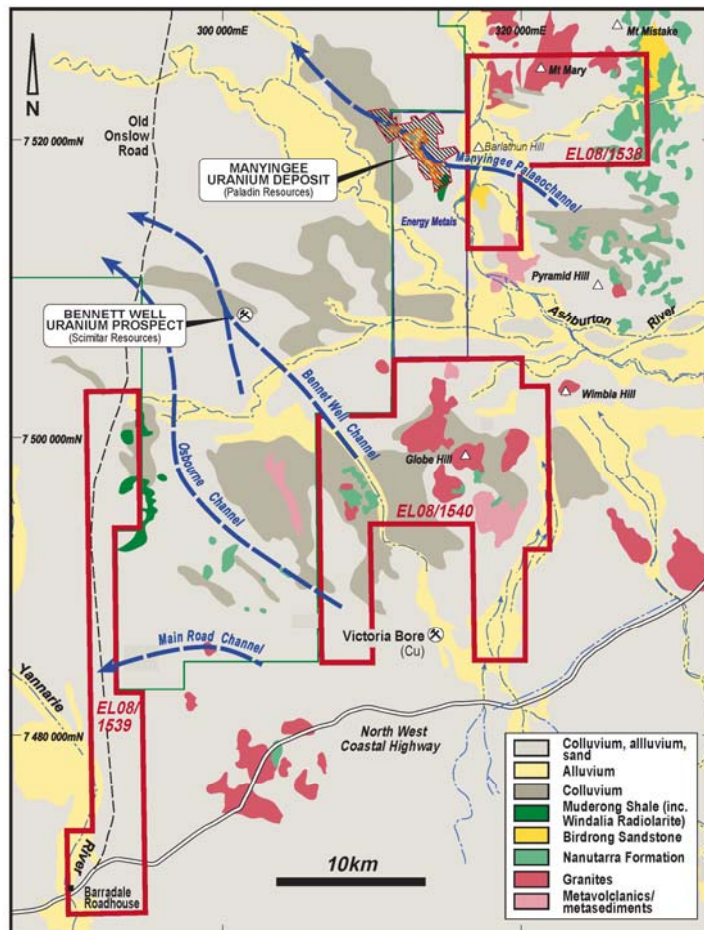 300 000mE
320 000mE
Mt Mistake
Mt Mary
N
Old
Onslow
Road
7 520 000mN
Barlathun Hill
EL08/1538
MANYINGEE
URANIUM DEPOSIT
(Paladin Resources)
Manyingee Palaeochannel
Energy Metals
Pyramid Hill
BENNETT WELL
URANIUM PROSPECT
(Scimitar Resources)
Ashburton
River
Bennet Well Channel
Wimbia Hill
7 500 000mN
Globe Hill
Osbourne Channel
EL08/1540
Victoria Bore
(Cu)
Main Road Channel
Yannarie
EL08/
1539
7 480 000mN
North West
Coastal Highway
River
10km
Barradale
Roadhouse
Colluvium, allluvium,
sand
Alluvium
Colluvium
Muderong Shale (inc.
Windalia Radiolarite)
Birdrong Sandstone
Nanutarra Formation
Granites
Metavolclanics/
metasediments